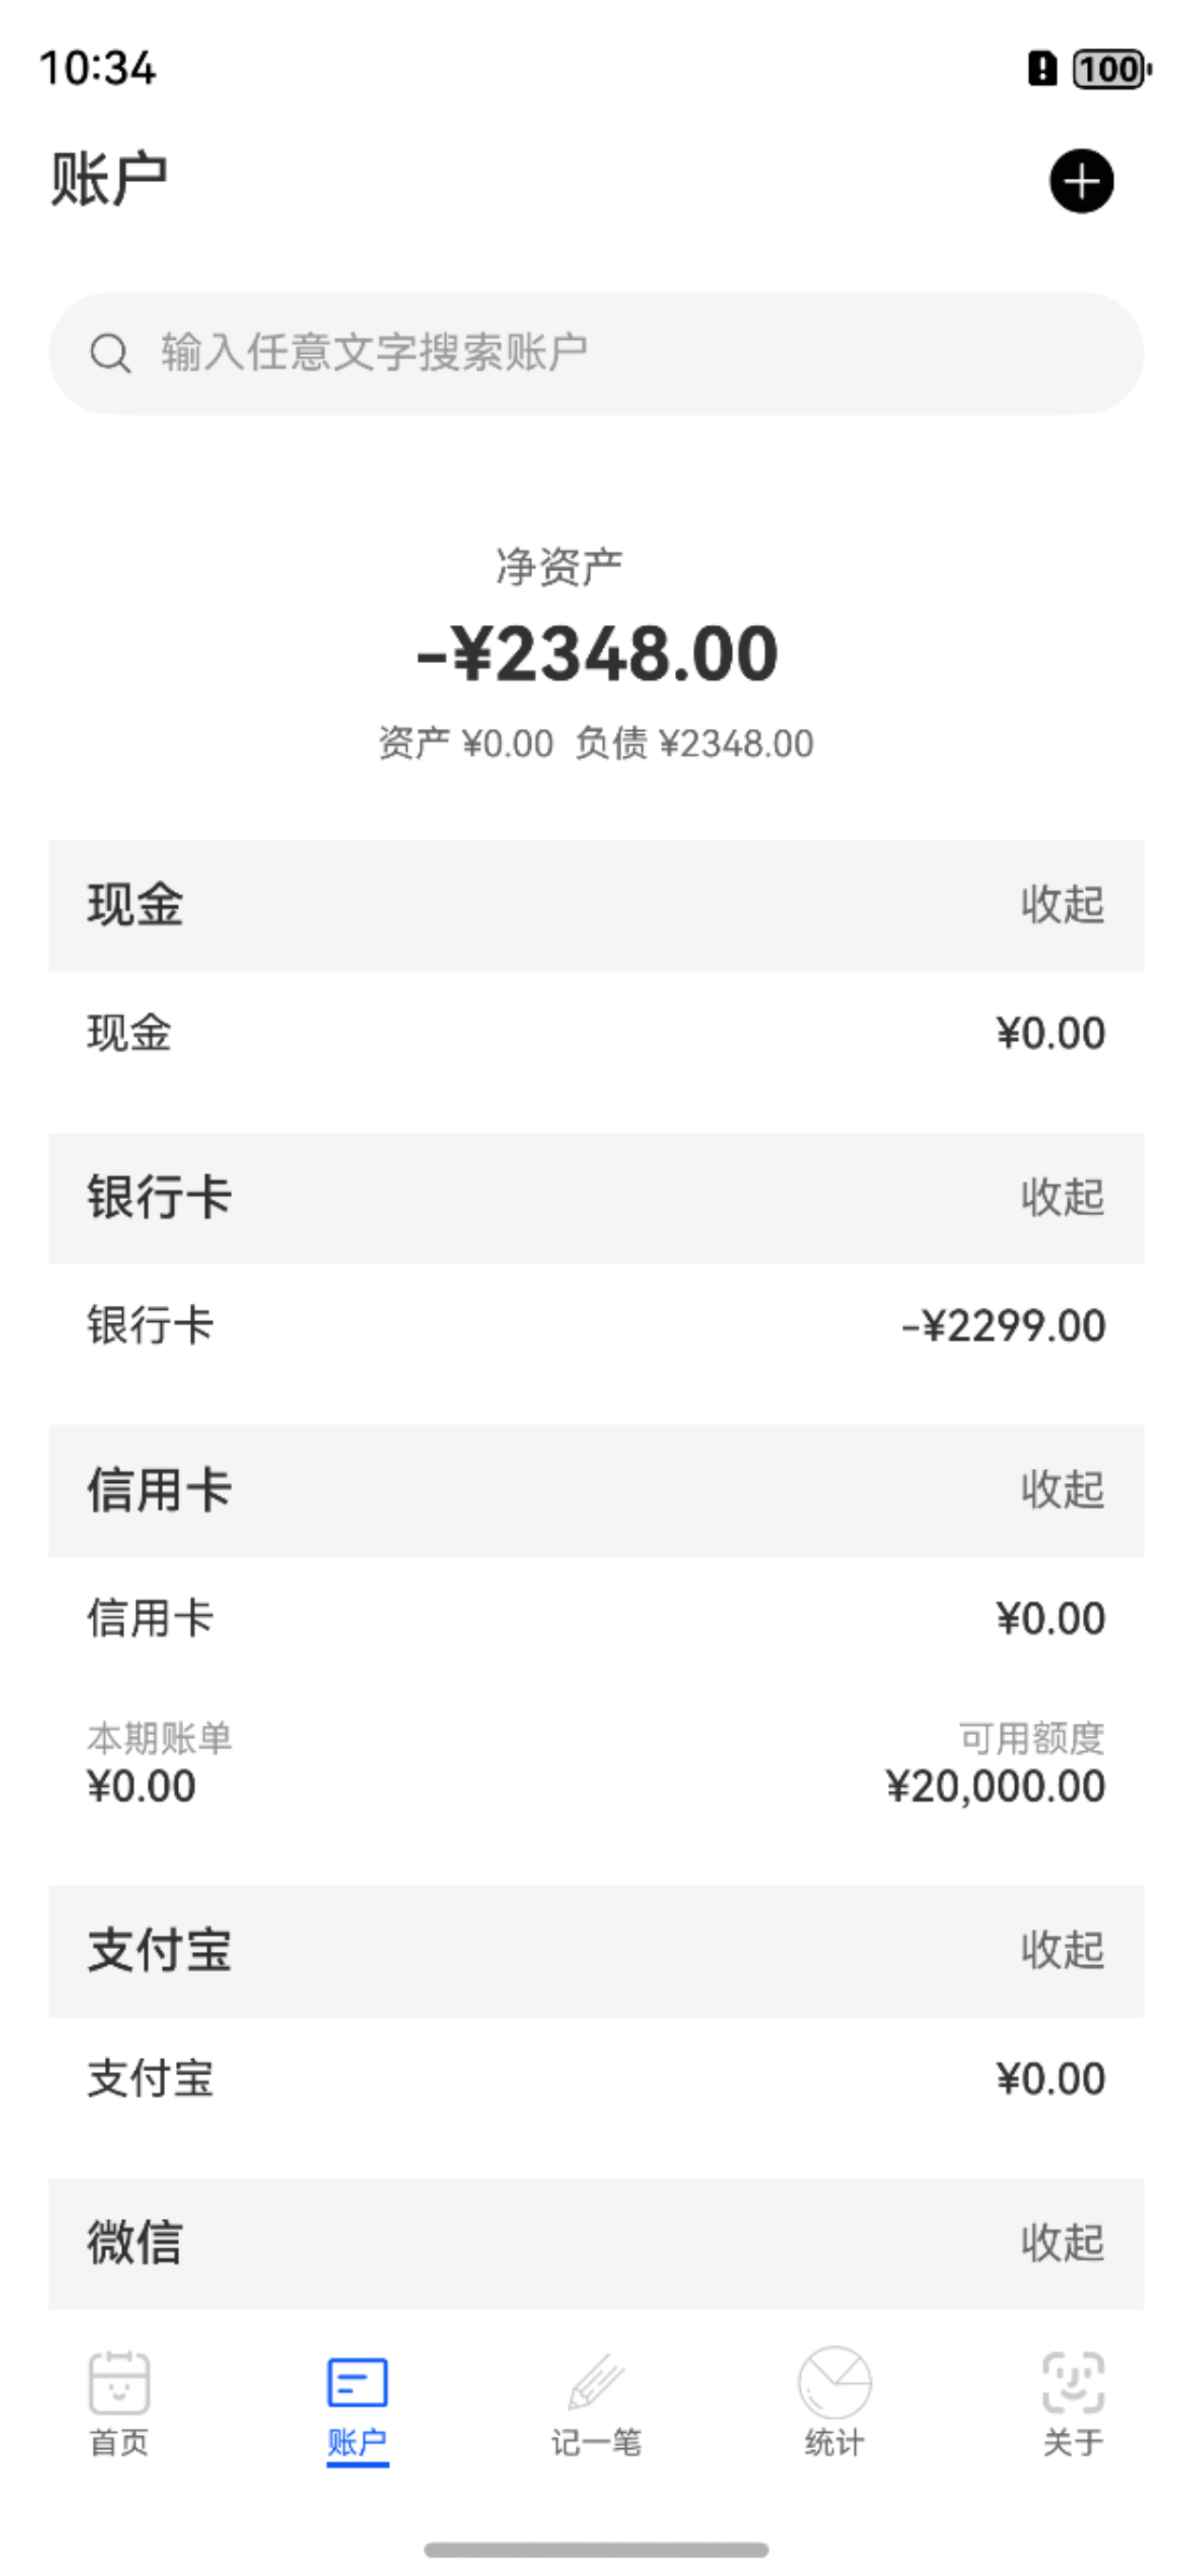 10:34
100
账户
输入任意文字搜索账户
净资产
-¥2348.00
资产 ¥0.00 负债 ¥2348.00
现金 收起
现金 ¥0.00
银行卡 收起
银行卡 -¥2299.00
信用卡 收起
信用卡 ¥0.00
本期账单 可用额度
¥0.00 ¥20,000.00
支付宝 收起
支付宝 ¥0.00
微信 收起
首页 账户 记一笔 统计 关于